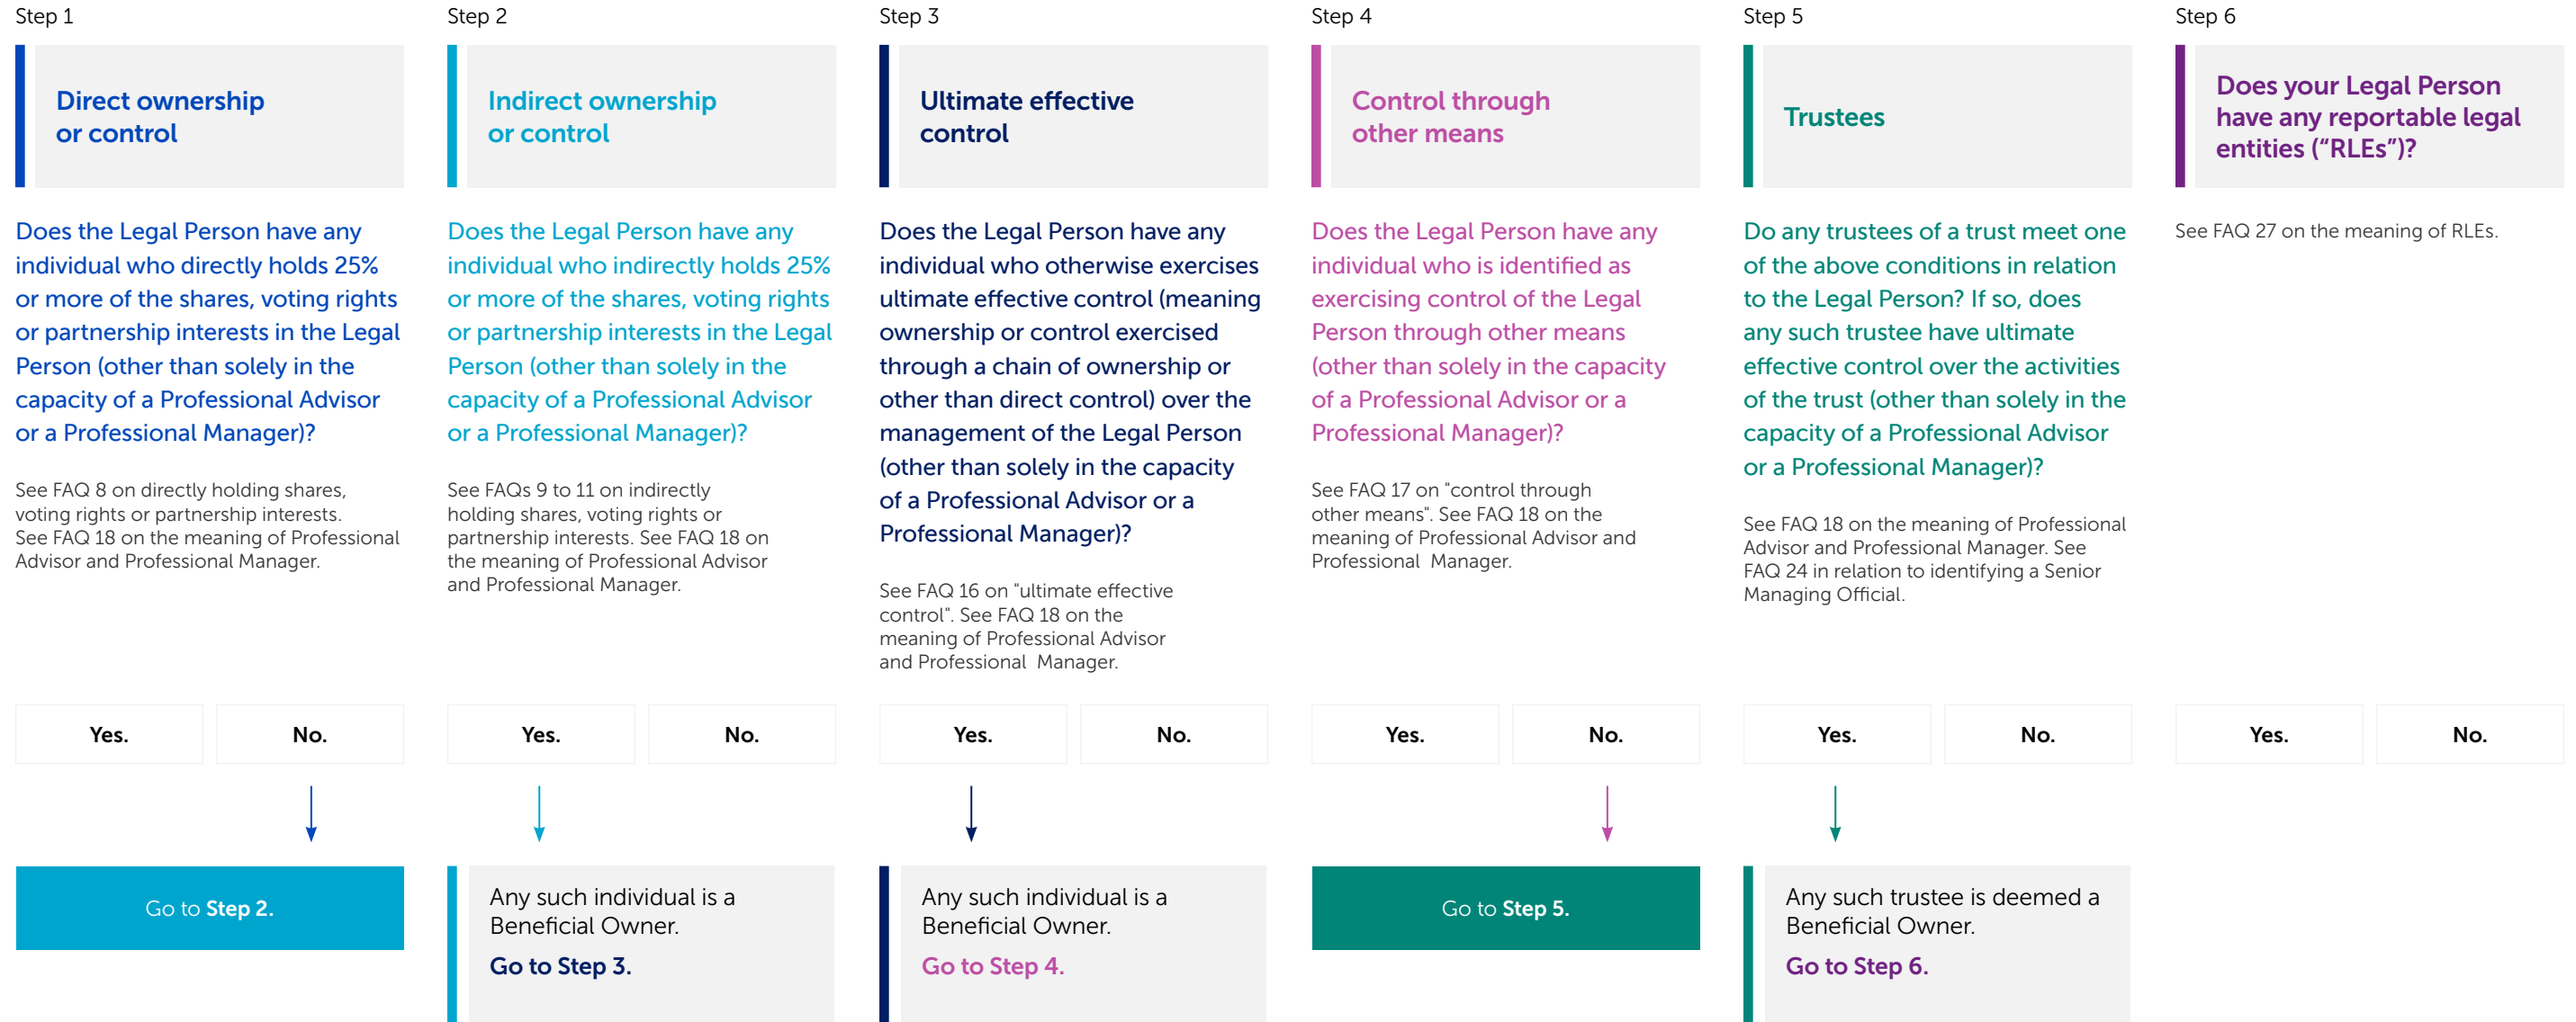 Step 1
Direct ownership
or control
Does the Legal Person have any
individual who directly holds 25%
or more of the shares, voting rights
or partnership interests in the Legal
Person (other than solely in the
capacity of a Professional Advisor
or a Professional Manager)?
See FAQ 8 on directly holding shares,
voting rights or partnership interests.
See FAQ 18 on the meaning of Professional
Advisor and Professional Manager.
Yes.
No.
Go to Step 2.
Step 2
Indirect ownership
or control
Does the Legal Person have any
individual who indirectly holds 25%
or more of the shares, voting rights
or partnership interests in the Legal
Person (other than solely in the
capacity of a Professional Advisor
or a Professional Manager)?
See FAQs 9 to 11 on indirectly
holding shares, voting rights or
partnership interests. See FAQ 18 on
the meaning of Professional Advisor
and Professional Manager.
Yes.
No.
Any such individual is a
Beneficial Owner.
Go to Step 3.
Step 3
Ultimate effective
control
Does the Legal Person have any
individual who otherwise exercises
ultimate effective control (meaning
ownership or control exercised
through a chain of ownership or
other than direct control) over the
management of the Legal Person
(other than solely in the capacity
of a Professional Advisor or a
Professional Manager)?
See FAQ 16 on "ultimate effective
control". See FAQ 18 on the
meaning of Professional Advisor
and Professional  Manager.
Yes.
No.
Any such individual is a
Beneficial Owner.
Go to Step 4.
Step 4
Control through
other means
Does the Legal Person have any
individual who is identified as
exercising control of the Legal
Person through other means
(other than solely in the capacity
of a Professional Advisor or a
Professional Manager)?
See FAQ 17 on "control through
other means". See FAQ 18 on the
meaning of Professional Advisor and
Professional  Manager.
Yes.
No.
Go to Step 5.
Step 5
Trustees
Do any trustees of a trust meet one
of the above conditions in relation
to the Legal Person? If so, does
any such trustee have ultimate
effective control over the activities
of the trust (other than solely in the
capacity of a Professional Advisor
or a Professional Manager)?
See FAQ 18 on the meaning of Professional
Advisor and Professional Manager. See
FAQ 24 in relation to identifying a Senior
Managing Official.
Yes.
No.
Any such trustee is deemed a
Beneficial Owner.
Go to Step 6.
Step 6
Does your Legal Person
have any reportable legal
entities (“RLEs”)?
See FAQ 27 on the meaning of RLEs.
Yes.
No.